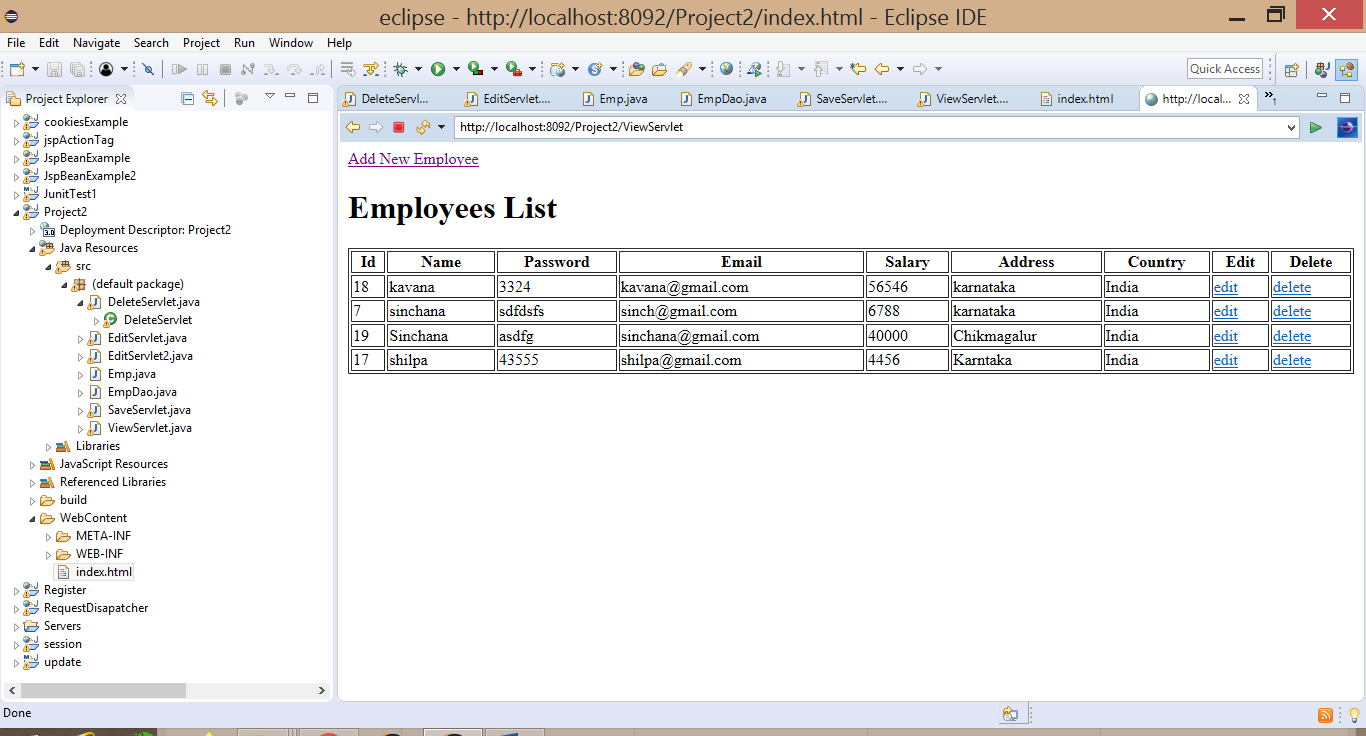 eclipse - http://localhost:8092/Project2/index.html - Eclipse IDE
File Edit Navigate Search Project Run Window Help
Quick Access
Project Explorer
DeleteServl... EditServlet.... Emp.java EmpDao.java SaveServlet.... ViewServlet.... index.html http://local... »1
http://localhost:8092/Project2/ViewServlet
cookiesExample
jspActionTag
JspBeanExample
JspBeanExample2
JunitTest1
Project2
Deployment Descriptor: Project2
Java Resources
src
(default package)
DeleteServlet.java
DeleteServlet
EditServlet.java
EditServlet2.java
Emp.java
EmpDao.java
SaveServlet.java
ViewServlet.java
Libraries
JavaScript Resources
Referenced Libraries
build
WebContent
META-INF
WEB-INF
index.html
Register
RequestDisapatcher
Servers
session
update
Add New Employee
Employees List
Id Name Password Email Salary Address Country Edit Delete
18 kavana 3324 kavana@gmail.com 56546 karnataka India edit delete
7 sinchana sdfdsfs sinch@gmail.com 6788 karnataka India edit delete
19 Sinchana asdfg sinchana@gmail.com 40000 Chikmagalur India edit delete
17 shilpa 43555 shilpa@gmail.com 4456 Karntaka India edit delete
Done